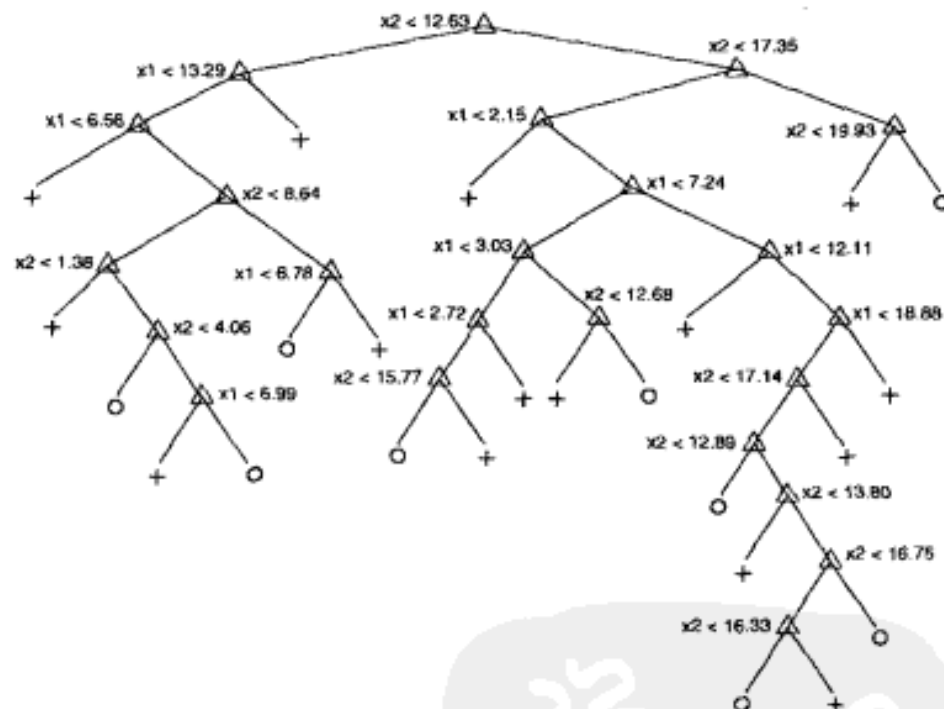 x2 < 12.63
x2 < 17.35
x1 < 13.29
x1 < 6.56
x1 < 2.15
x2 < 19.93
x2 < 8.64
x1 < 7.24
x2 < 1.38
x1 < 6.78
x1 < 3.03
x1 < 12.11
x2 < 4.06
x1 < 2.72
x2 < 12.68
x1 < 18.88
x1 < 6.99
x2 < 15.77
x2 < 17.14
x2 < 12.89
x2 < 13.80
x2 < 16.75
x2 < 16.33